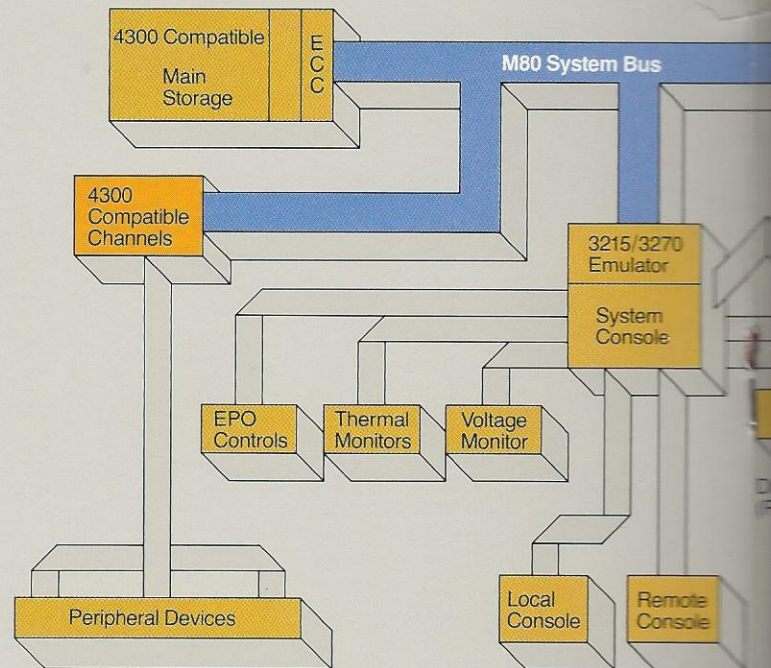 4300 Compatible
Main
Storage
E
C
C
M80 System Bus
4300
Compatible
Channels
3215/3270
Emulator
System
Console
EPO
Controls
Thermal
Monitors
Voltage
Monitor
Peripheral Devices
Local
Console
Remote
Console